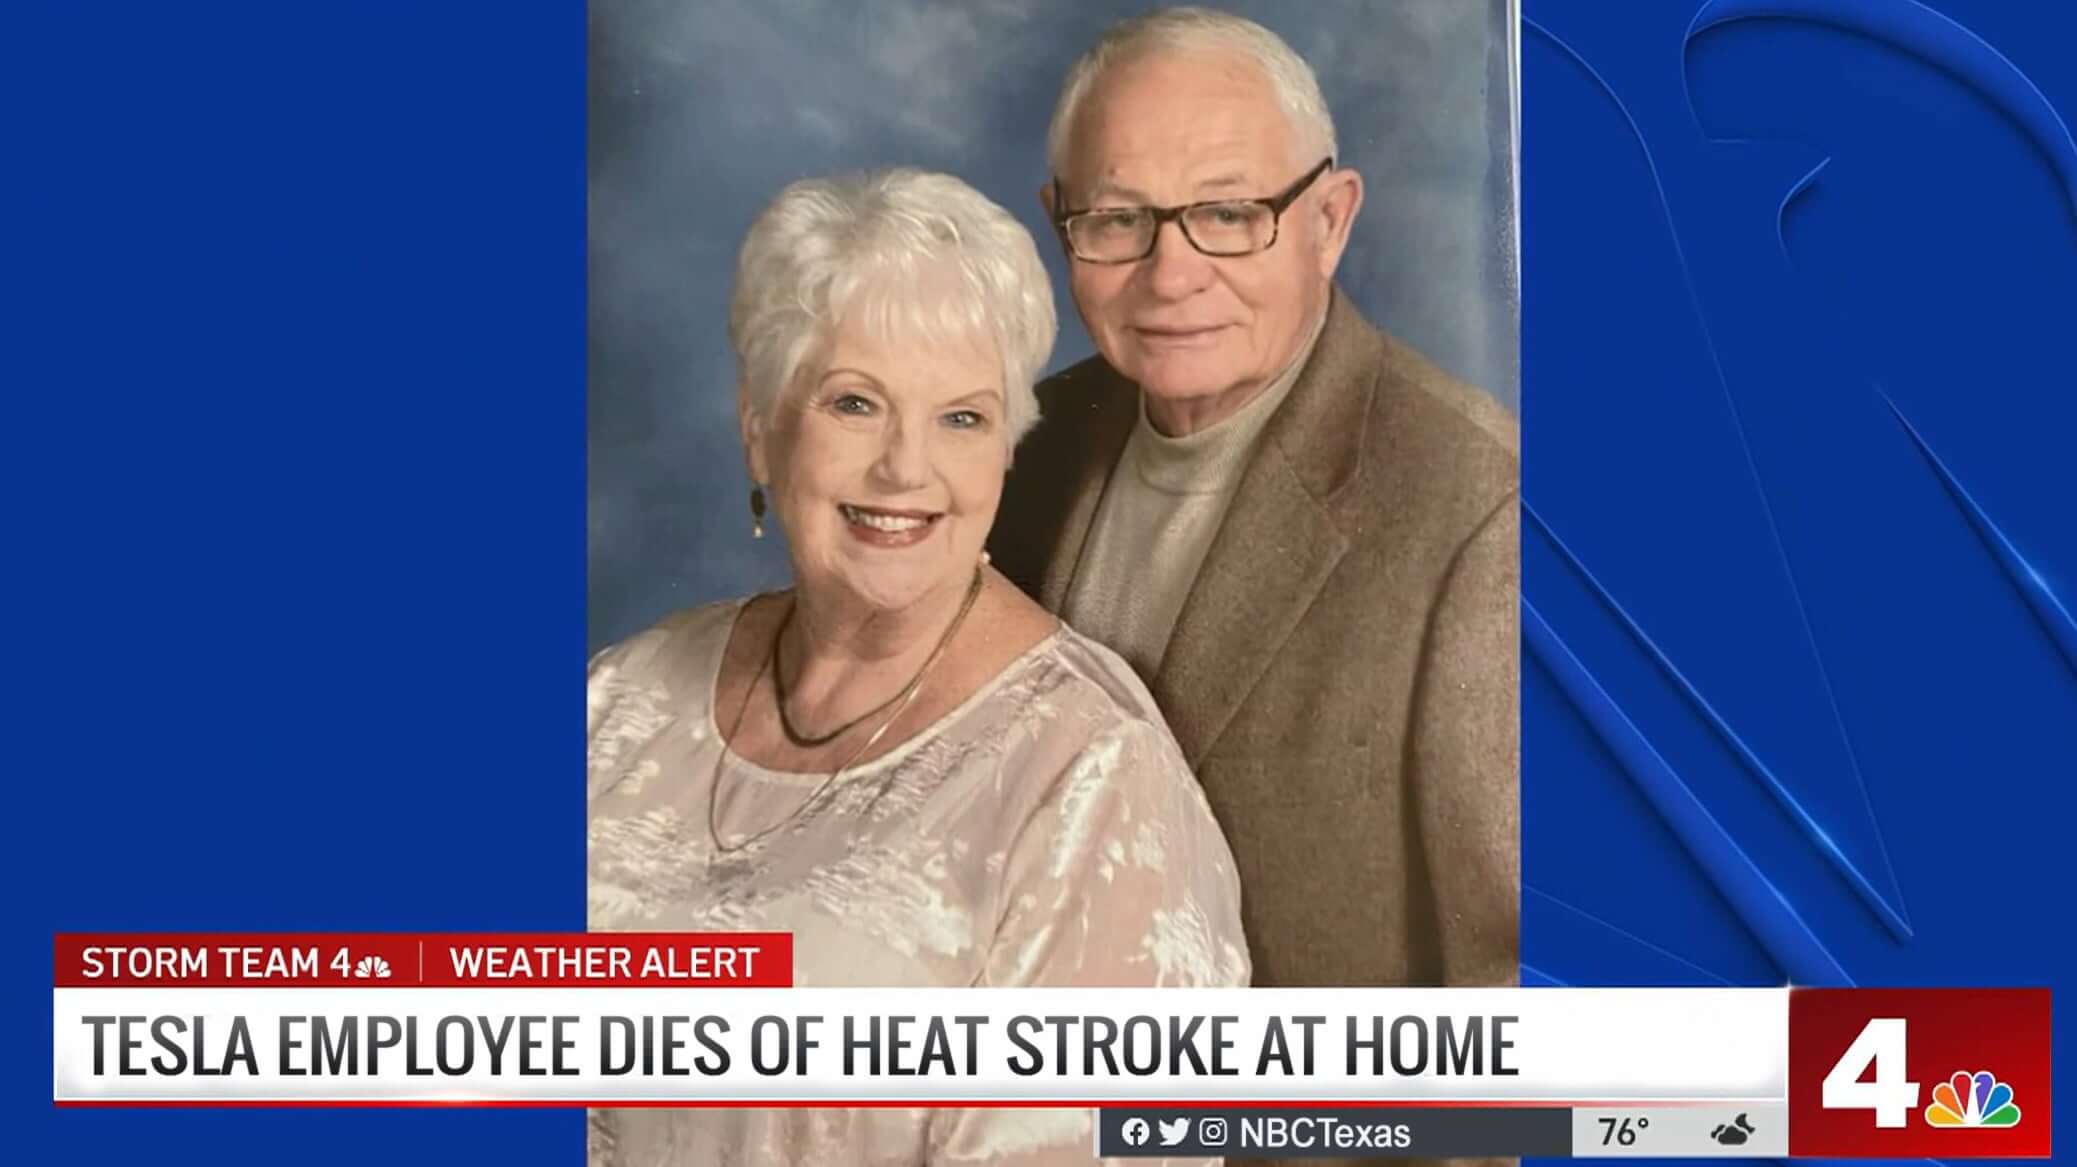 STORM TEAM 4 | WEATHER ALERT
TESLA EMPLOYEE DIES OF HEAT STROKE AT HOME
4
NBCTexas
76°